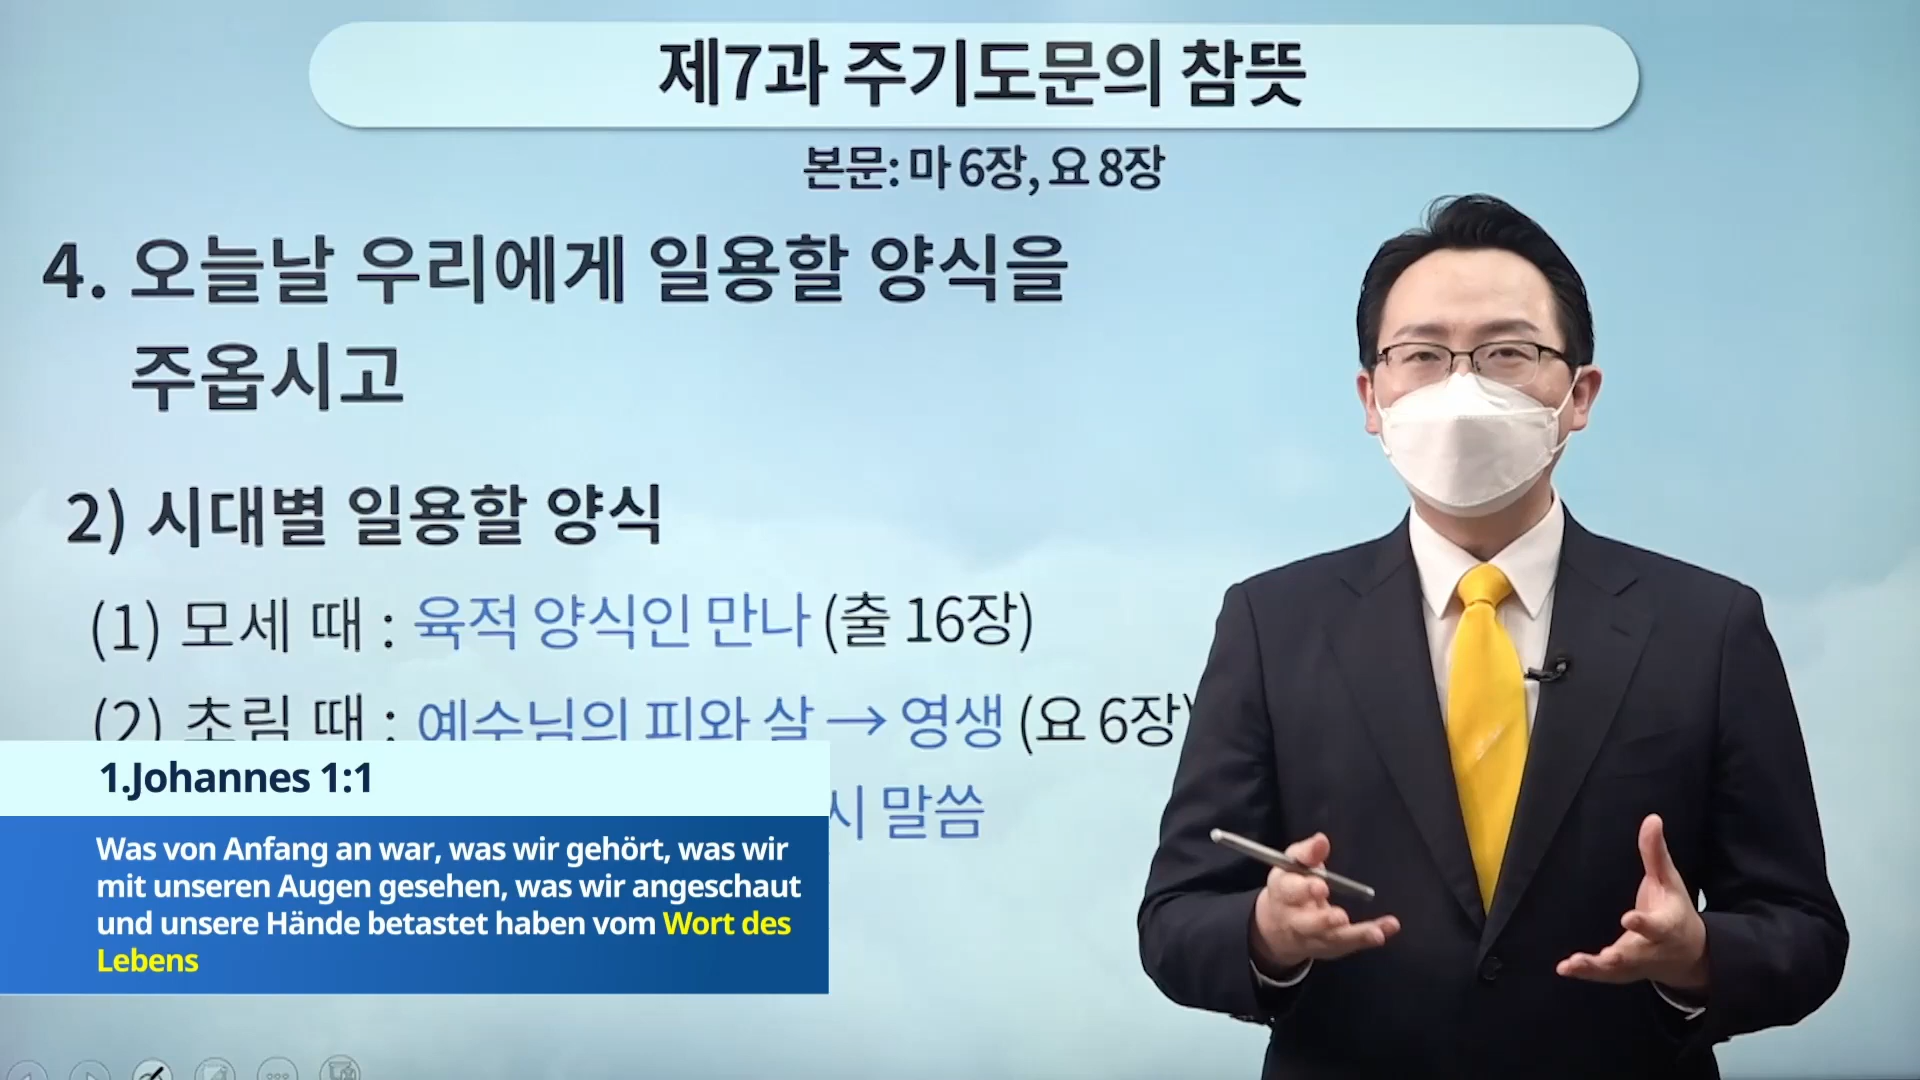 제7과 주기도문의 참뜻
본문: 마 6장, 요 8장
4. 오늘날 우리에게 일용할 양식을
주옵시고
2) 시대별 일용할 양식
(1) 모세 때 : 육적 양식인 만나 (출 16장)
(2) 초림 때 : 예수님의 피와 살 → 영생 (요 6장)
시 말씀
1.Johannes 1:1
Was von Anfang an war, was wir gehört, was wir
mit unseren Augen gesehen, was wir angeschaut
und unsere Hände betastet haben vom Wort des
Lebens